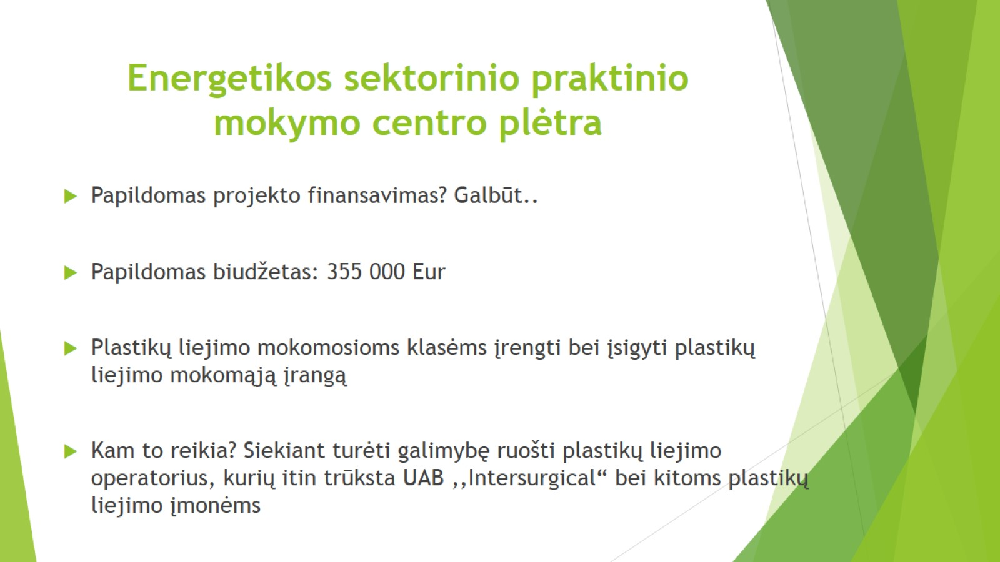 Energetikos sektorinio praktinio
mokymo centro plėtra
Papildomas projekto finansavimas? Galbūt..
Papildomas biudžetas: 355 000 Eur
Plastikų liejimo mokomosioms klasėms įrengti bei įsigyti plastikų
liejimo mokomąją įrangą
Kam to reikia? Siekiant turėti galimybę ruošti plastikų liejimo
operatorius, kurių itin trūksta UAB ,,Intersurgical“ bei kitoms plastikų
liejimo įmonėms